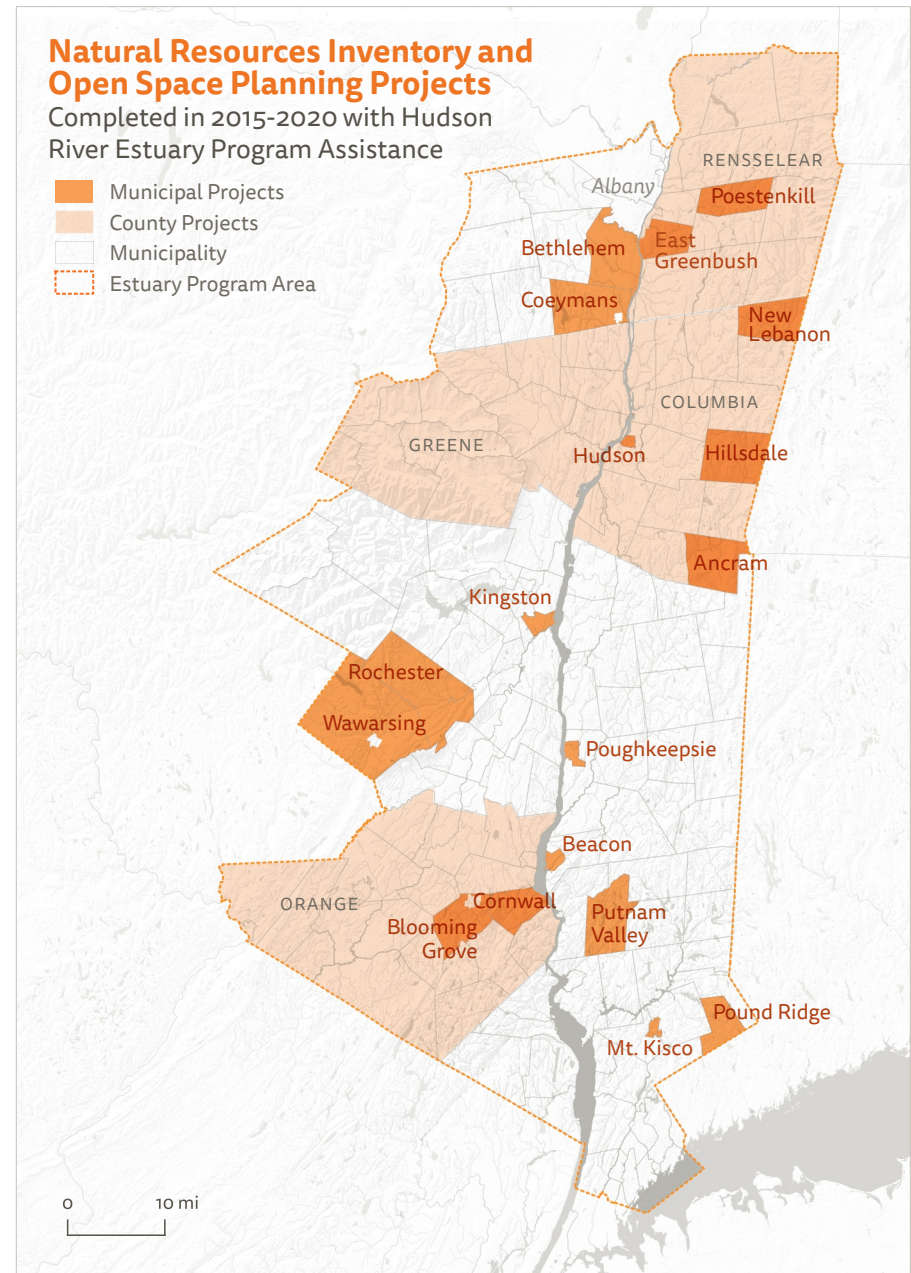 Natural Resources Inventory and
Open Space Planning Projects
Completed in 2015-2020 with Hudson
River Estuary Program Assistance
Municipal Projects
County Projects
Municipality
Estuary Program Area
RENSSELEAR
Albany
Poestenkill
Bethlehem
East
Greenbush
Coeymans
New
Lebanon
COLUMBIA
GREENE
Hudson
Hillsdale
Ancram
Kingston
Rochester
Wawarsing
Poughkeepsie
Beacon
ORANGE
Cornwall
Blooming
Grove
Putnam
Valley
Pound Ridge
Mt. Kisco
0 10 mi